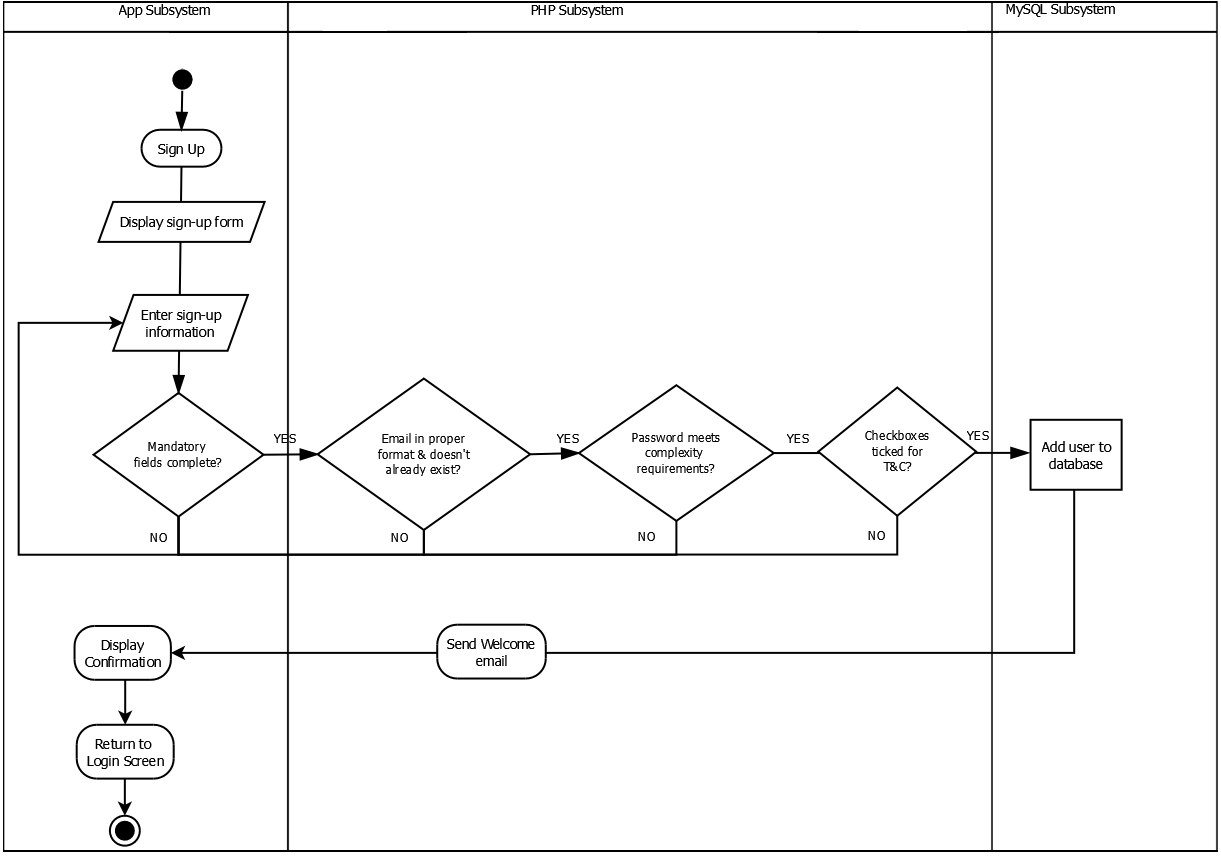 App Subsystem
PHP Subsystem
MySQL Subsystem
Sign Up
Display sign-up form
Enter sign-up
information
Mandatory
fields complete?
YES
NO
Email in proper
format & doesn't
already exist?
YES
NO
Password meets
complexity
requirements?
YES
NO
Checkboxes
ticked for
T&C?
YES
NO
Add user to
database
Send Welcome
email
Display
Confirmation
Return to
Login Screen